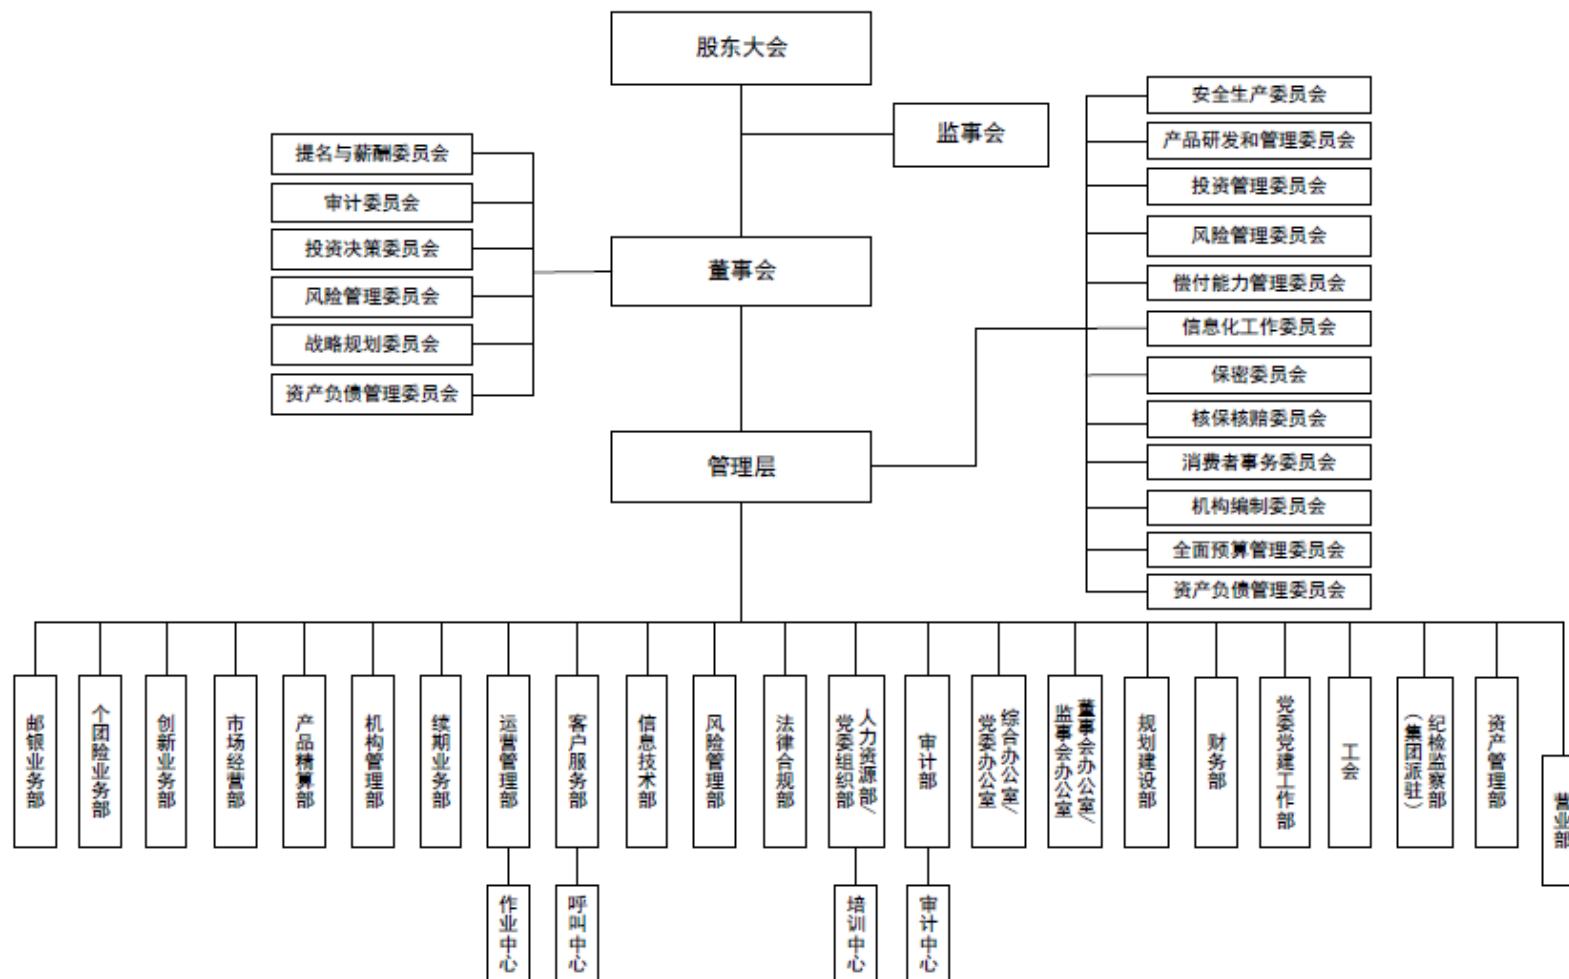 股东大会
监事会
提名与薪酬委员会
审计委员会
投资决策委员会
风险管理委员会
战略规划委员会
资产负债管理委员会
董事会
管理层
安全生产委员会
产品研发和管理委员会
投资管理委员会
风险管理委员会
偿付能力管理委员会
信息化工作委员会
保密委员会
核保核赔委员会
消费者事务委员会
机构编制委员会
全面预算管理委员会
资产负债管理委员会
邮银业务部
个团险业务部
创新业务部
市场经营部
产品精算部
机构管理部
续期业务部
运营管理部
客户服务部
信息技术部
风险管理部
法律合规部
人力资源部/
党委组织部
审计部
综合办公室/
党委办公室
董事会办公室/
监事会办公室
规划建设部
财务部
党委党建工作部
工会
纪检监察部
(集团派驻)
资产管理部
营业部
作业中心
呼叫中心
培训中心
审计中心